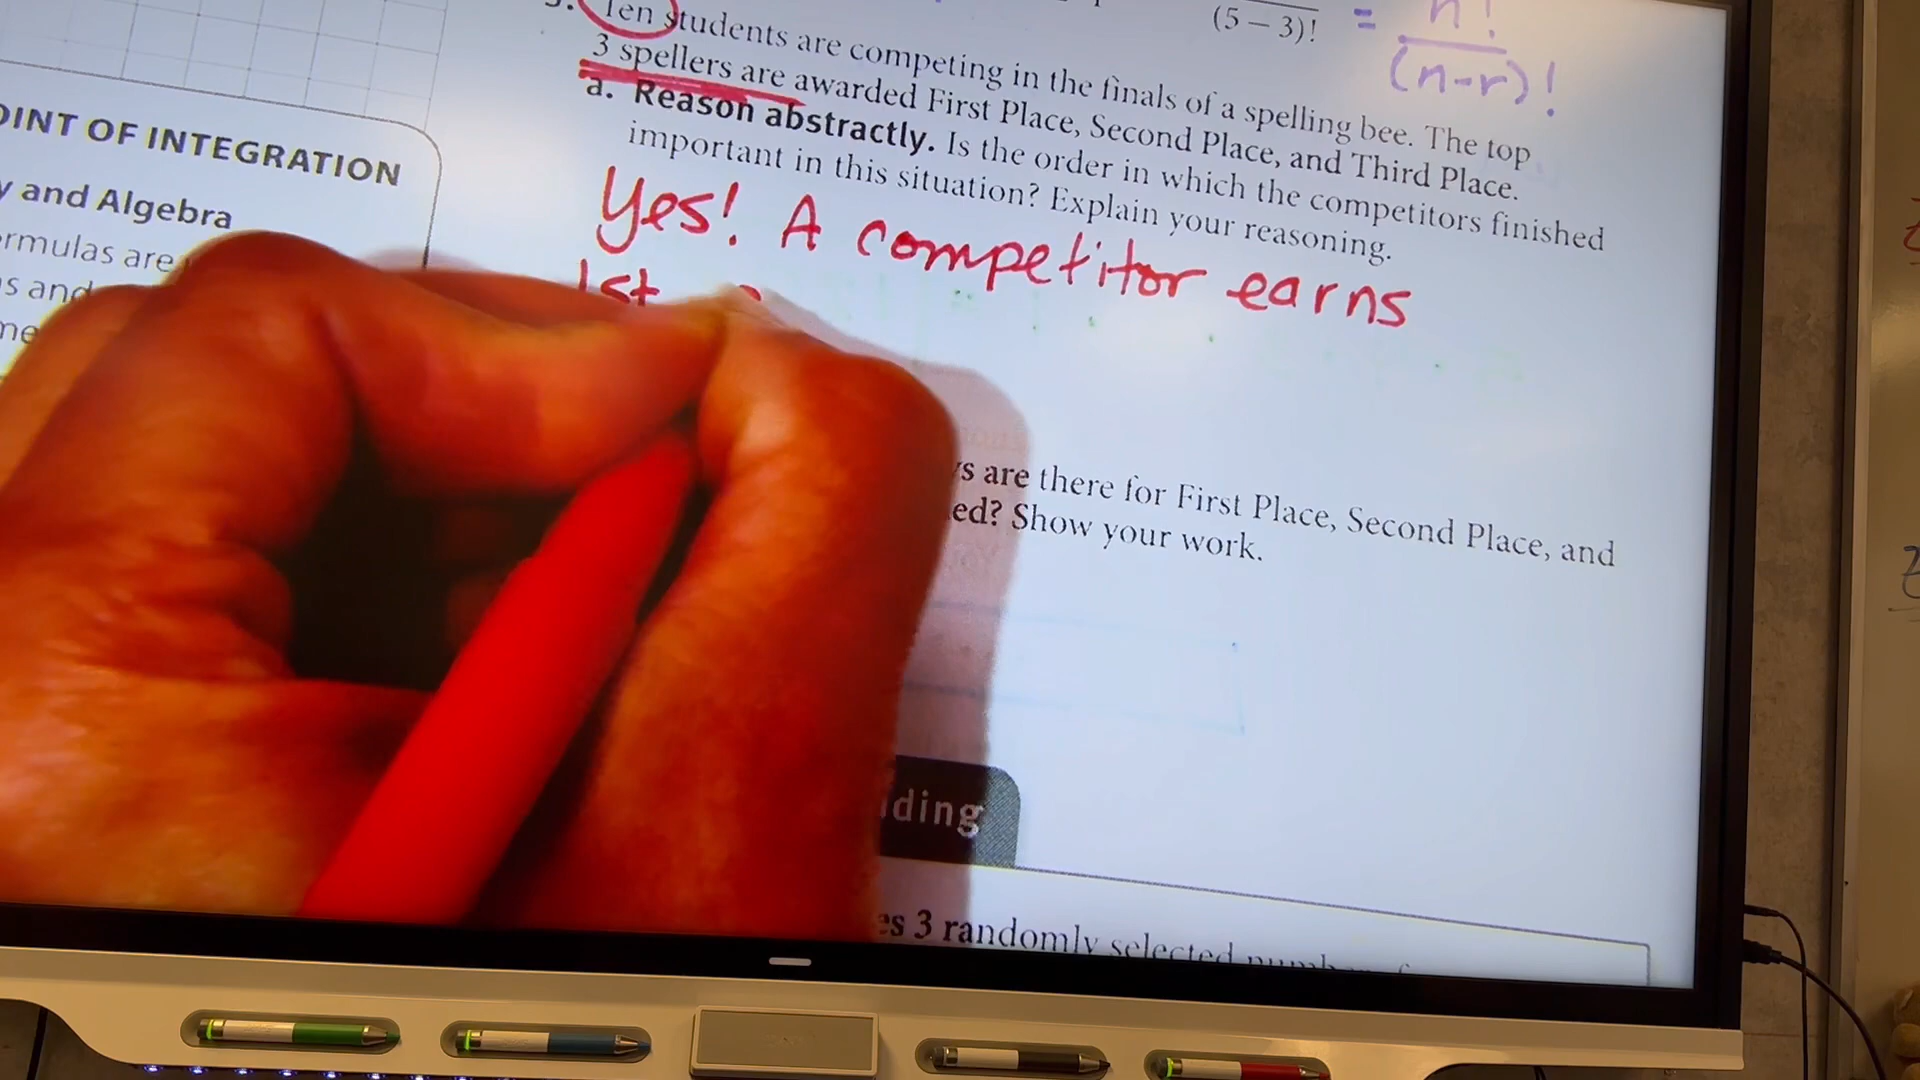 (5 – 3)! = n!
(n-r)!
Ten students are competing in the finals of a spelling bee. The top
3 spellers are awarded First Place, Second Place, and Third Place.
a. Reason abstractly. Is the order in which the competitors finished
important in this situation? Explain your reasoning.
Yes! A competitor earns
1st
OINT OF INTEGRATION
y and Algebra
rmulas are
s and
me
s are there for First Place, Second Place, and
ed? Show your work.
ding
es 3 randomly selected